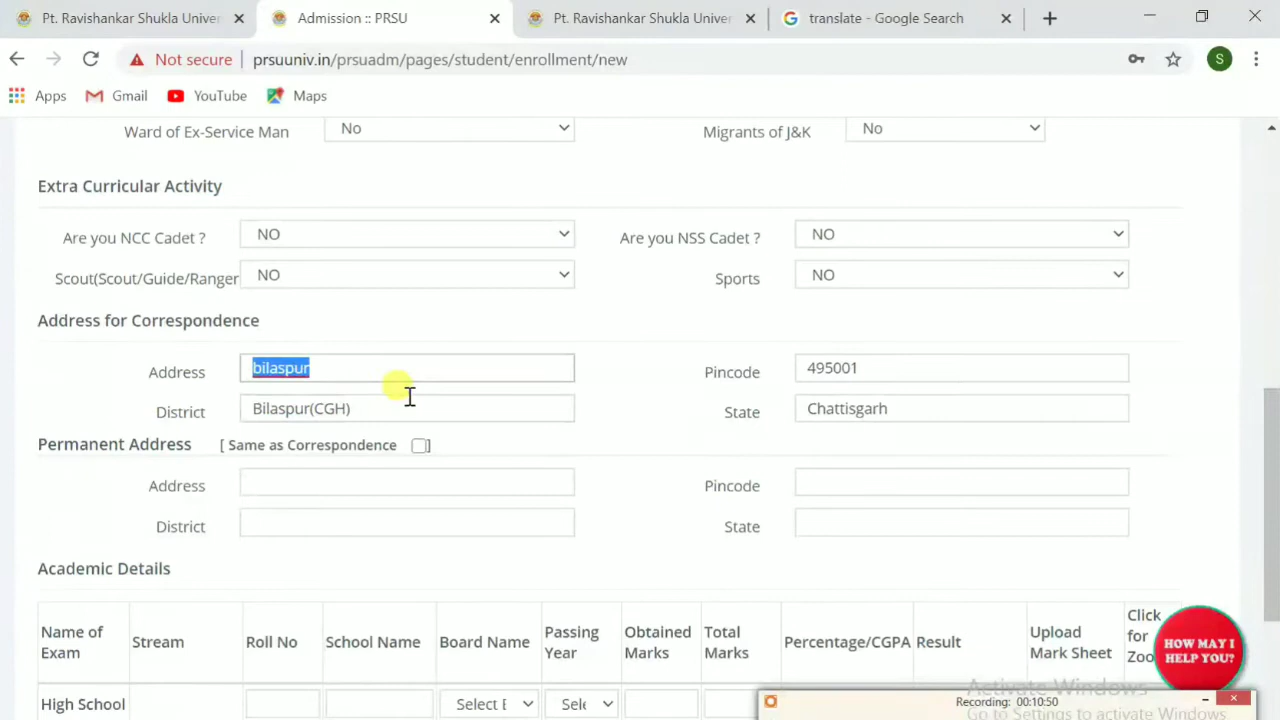 Pt. Ravishankar Shukla Univer
Admission :: PRSU
Pt. Ravishankar Shukla Univer
translate - Google Search
Not secure
prsuuniv.in/prsuadm/pages/student/enrollment/new
S
Apps
Gmail
YouTube
Maps
Ward of Ex-Service Man
No
Migrants of J&K
No
Extra Curricular Activity
Are you NCC Cadet ?
NO
Are you NSS Cadet ?
NO
Scout(Scout/Guide/Ranger
NO
Sports
NO
Address for Correspondence
Address
bilaspur
Pincode
495001
District
Bilaspur(CGH)
State
Chattisgarh
Permanent Address
[ Same as Correspondence ]
Address
Pincode
District
State
Academic Details
Name of
Exam
Stream
Roll No
School Name
Board Name
Passing
Year
Obtained
Marks
Total
Marks
Percentage/CGPA
Result
Upload
Mark Sheet
Click
for
Zoo
HOW MAY I
HELP YOU?
High School
Select E
Sele
Activate Windows
Go to Settings to activate Windows.
Recording: 00:10:50